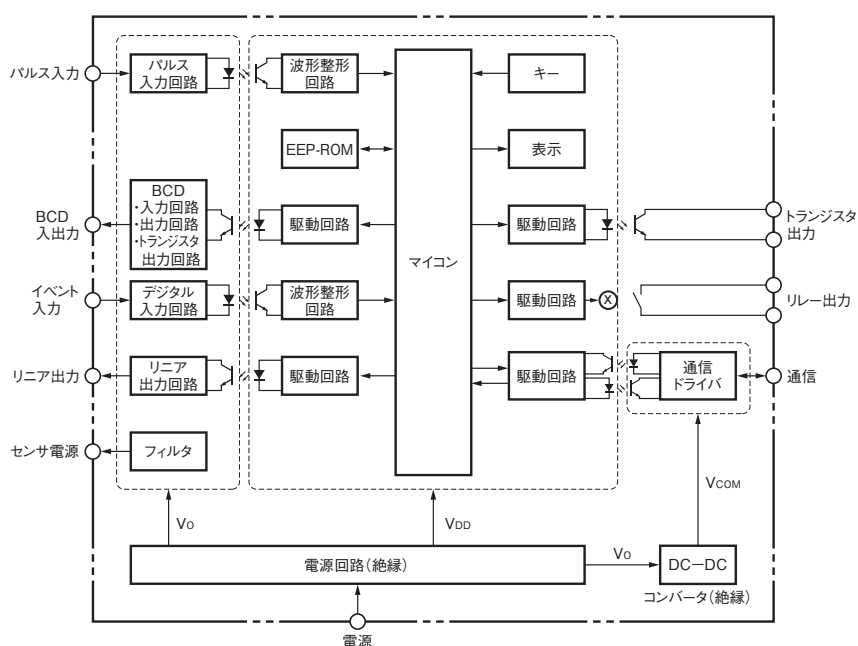 パルス入力
パルス
入力回路
波形整形
回路
キー
EEP-ROM
表示
BCD
入出力
BCD
・入力回路
・出力回路
・トランジスタ
出力回路
駆動回路
マイコン
駆動回路
トランジスタ
出力
イベント
入力
デジタル
入力回路
波形整形
回路
駆動回路
X
リレー出力
リニア出力
リニア
出力回路
駆動回路
駆動回路
通信
ドライバ
通信
センサ電源
フィルタ
VCOM
VO
VDD
電源回路(絶縁)
VO
DC−DC
コンバータ(絶縁)
電源